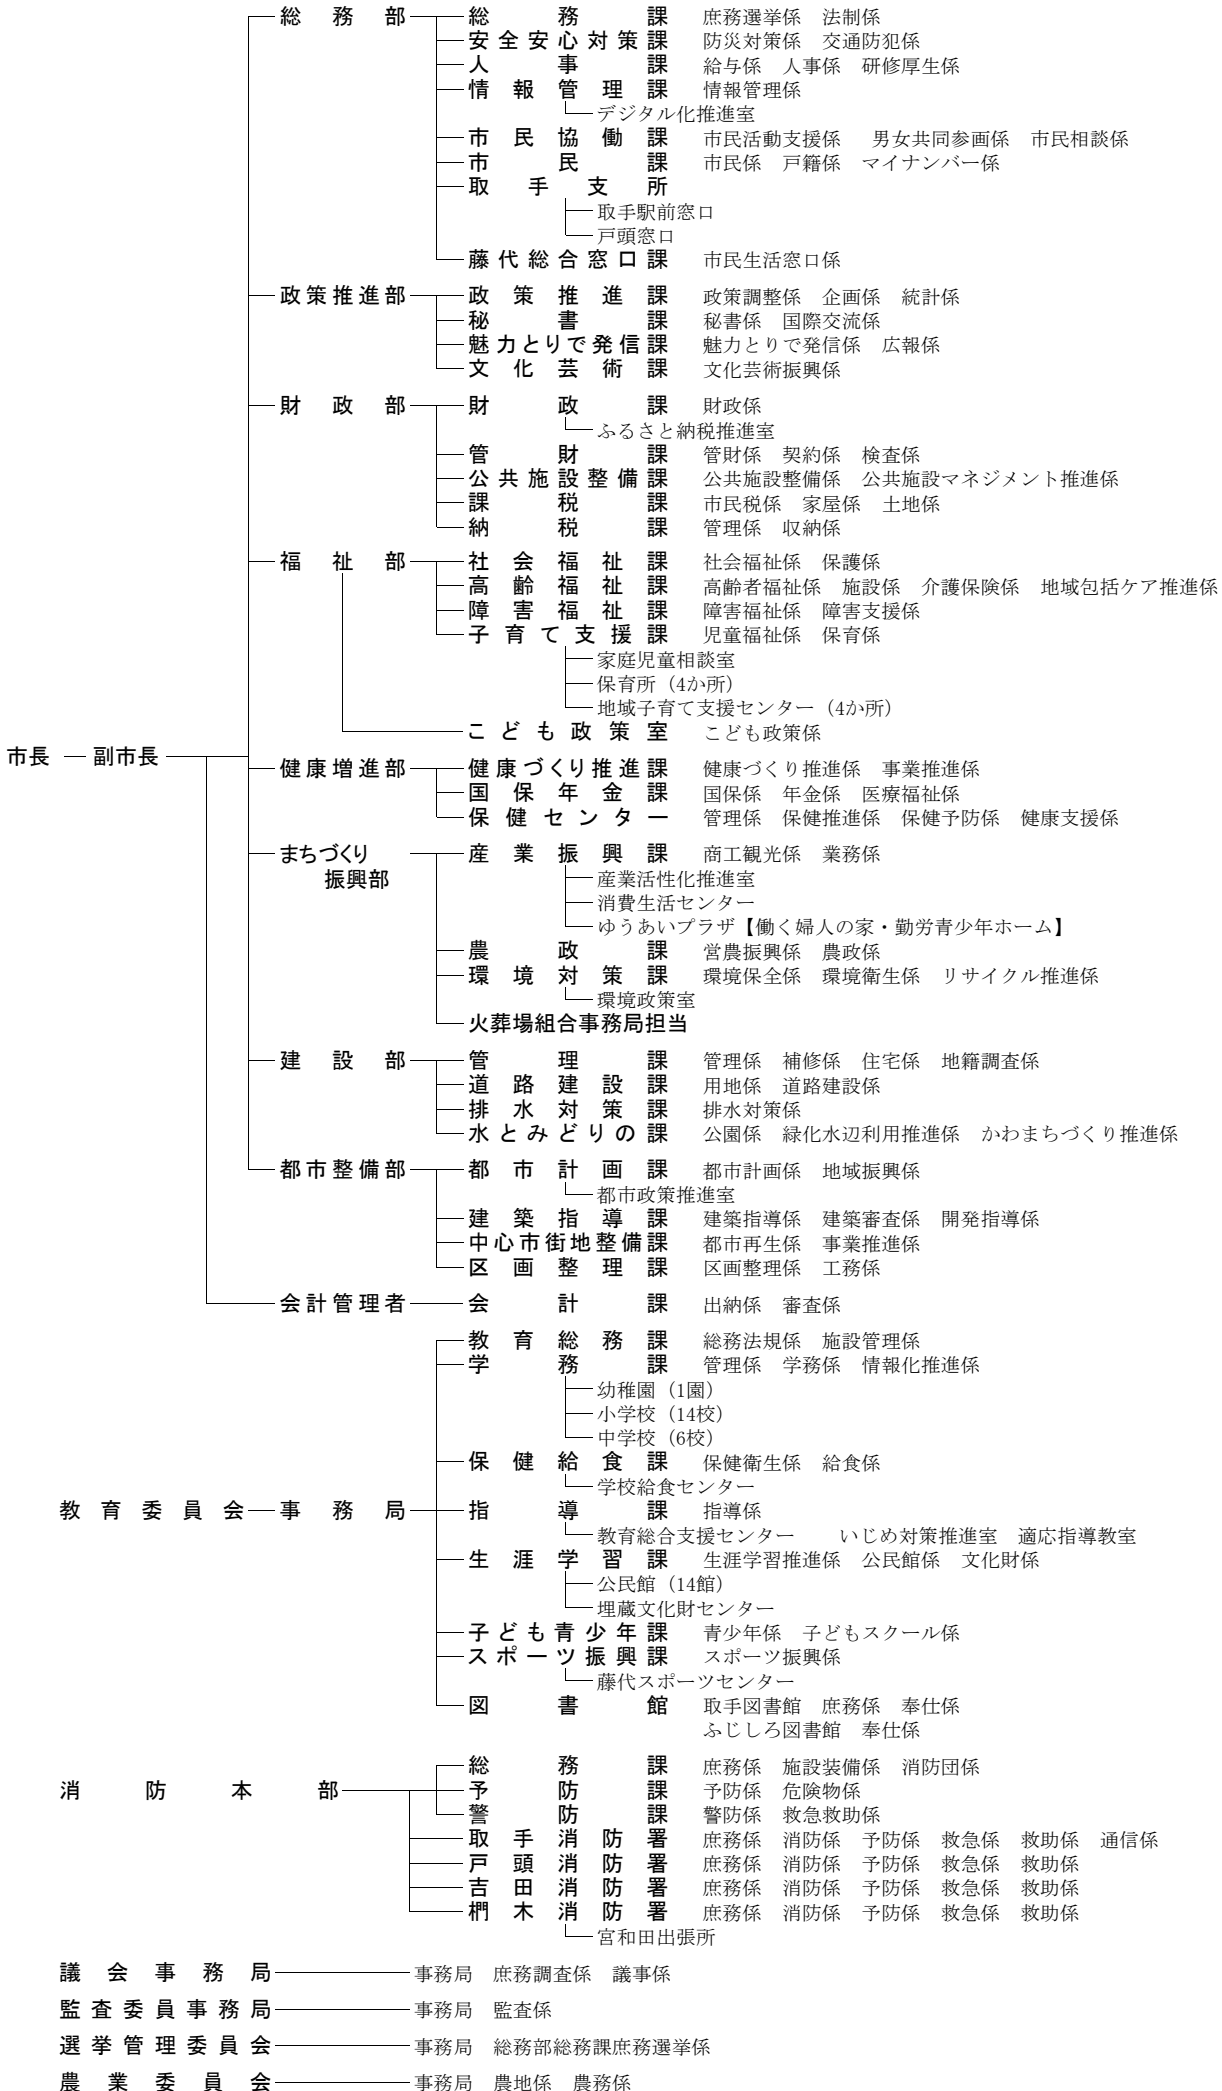 総務部 総務課 庶務選挙係 法制係
安全安心対策課 防災対策係 交通防犯係
人事課 給与係 人事係 研修厚生係
情報管理課 情報管理係
デジタル化推進室
市民協働課 市民活動支援係 男女共同参画係 市民相談係
市民課 市民係 戸籍係 マイナンバー係
取手支所
取手駅前窓口
戸頭窓口
藤代総合窓口課 市民生活窓口係
政策推進部 政策推進課 政策調整係 企画係 統計係
秘書課 秘書係 国際交流係
魅力とりで発信課 魅力とりで発信係 広報係
文化芸術課 文化芸術振興係
財政部 財政課 財政係
ふるさと納税推進室
管財課 管財係 契約係 検査係
公共施設整備課 公共施設整備係 公共施設マネジメント推進係
課税課 市民税係 家屋係 土地係
納税課 管理係 収納係
福祉部 社会福祉課 社会福祉係 保護係
高齢福祉課 高齢者福祉係 施設係 介護保険係 地域包括ケア推進係
障害福祉課 障害福祉係 障害支援係
子育て支援課 児童福祉係 保育係
家庭児童相談室
保育所（4か所）
地域子育て支援センター（4か所）
こども政策室 こども政策係
市長 副市長
健康増進部 健康づくり推進課 健康づくり推進係 事業推進係
国保年金課 国保係 年金係 医療福祉係
保健センター 管理係 保健推進係 保健予防係 健康支援係
まちづくり 産業振興課 商工観光係 業務係
振興部 産業活性化推進室
消費生活センター
ゆうあいプラザ【働く婦人の家・勤労青少年ホーム】
農政課 営農振興係 農政係
環境対策課 環境保全係 環境衛生係 リサイクル推進係
環境政策室
火葬場組合事務局担当
建設部 管理課 管理係 補修係 住宅係 地籍調査係
道路建設課 用地係 道路建設係
排水対策課 排水対策係
水とみどりの課 公園係 緑化水辺利用推進係 かわまちづくり推進係
都市整備部 都市計画課 都市計画係 地域振興係
都市政策推進室
建築指導課 建築指導係 建築審査係 開発指導係
中心市街地整備課 都市再生係 事業推進係
区画整理課 区画整理係 工務係
会計管理者 会計課 出納係 審査係
教育総務課 総務法規係 施設管理係
学務課 管理係 学務係 情報化推進係
幼稚園（1園）
小学校（14校）
中学校（6校）
保健給食課 保健衛生係 給食係
学校給食センター
教育委員会 事務局 指導課 指導係
教育総合支援センター いじめ対策推進室 適応指導教室
生涯学習課 生涯学習推進係 公民館係 文化財係
公民館（14館）
埋蔵文化財センター
子ども青少年課 青少年係 子どもスクール係
スポーツ振興課 スポーツ振興係
藤代スポーツセンター
図書館 取手図書館 庶務係 奉仕係
ふじしろ図書館 奉仕係
総務課 庶務係 施設装備係 消防団係
消防本部 予防課 予防係 危険物係
警防課 警防係 救急救助係
取手消防署 庶務係 消防係 予防係 救急係 救助係 通信係
戸頭消防署 庶務係 消防係 予防係 救急係 救助係
吉田消防署 庶務係 消防係 予防係 救急係 救助係
椚木消防署 庶務係 消防係 予防係 救急係 救助係
宮和田出張所
議会事務局 事務局 庶務調査係 議事係
監査委員事務局 事務局 監査係
選挙管理委員会 事務局 総務部総務課庶務選挙係
農業委員会 事務局 農地係 農務係